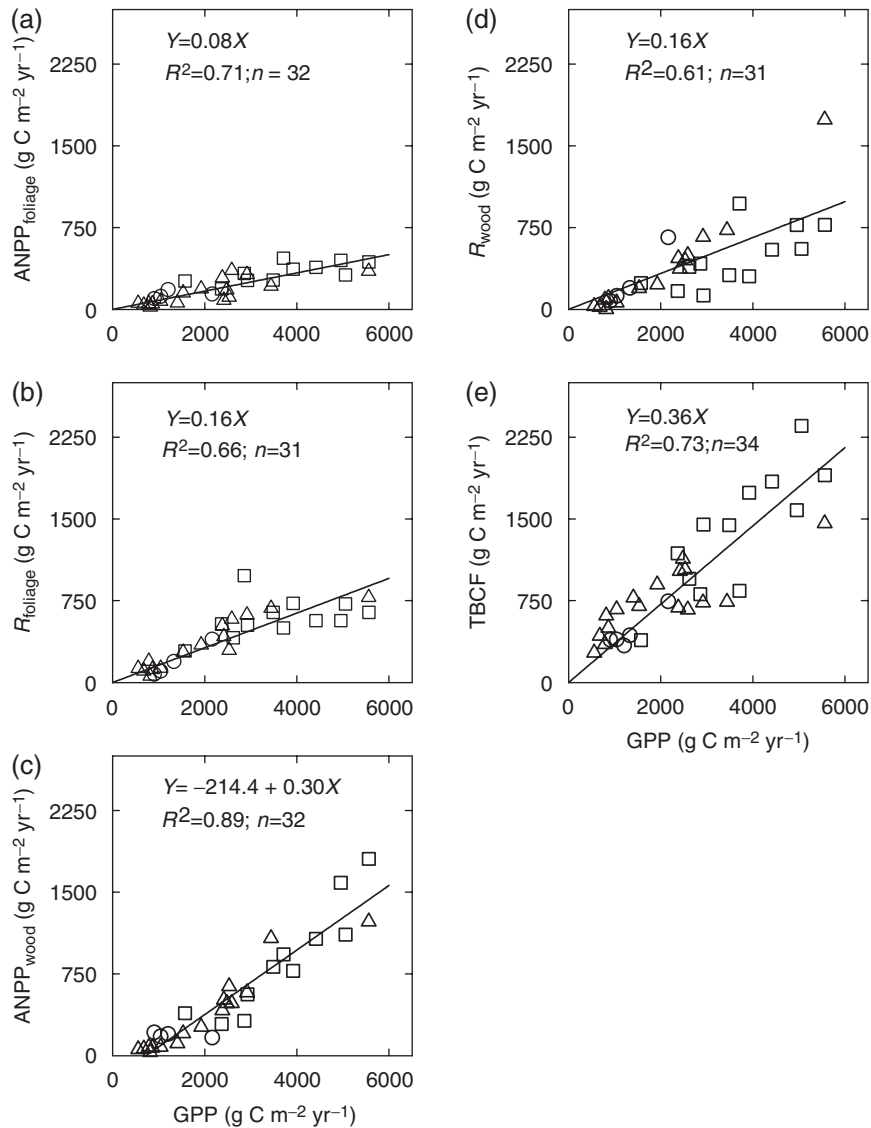 (a)
Y=0.08X
R²=0.71;n = 32
ANPP_foliage (g C m⁻² yr⁻¹)
2250
1500
750
0
0 2000 4000 6000
(b)
Y=0.16X
R²=0.66; n=31
R_foliage (g C m⁻² yr⁻¹)
2250
1500
750
0
0 2000 4000 6000
(c)
Y= −214.4 + 0.30X
R²=0.89; n=32
ANPP_wood (g C m⁻² yr⁻¹)
2250
1500
750
0
0 2000 4000 6000
GPP (g C m⁻² yr⁻¹)
(d)
Y=0.16X
R²=0.61; n=31
R_wood (g C m⁻² yr⁻¹)
2250
1500
750
0
0 2000 4000 6000
(e)
Y=0.36X
R²=0.73;n=34
TBCF (g C m⁻² yr⁻¹)
2250
1500
750
0
0 2000 4000 6000
GPP (g C m⁻² yr⁻¹)